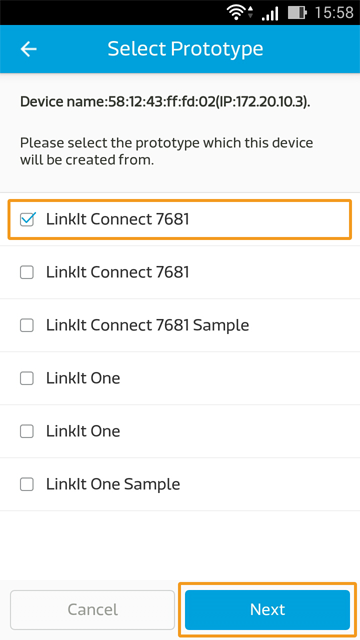 15:58
Select Prototype
Device name:58:12:43:ff:fd:02(IP:172.20.10.3).
Please select the prototype which this device
will be created from.
LinkIt Connect 7681
LinkIt Connect 7681
LinkIt Connect 7681 Sample
LinkIt One
LinkIt One
LinkIt One Sample
Cancel
Next